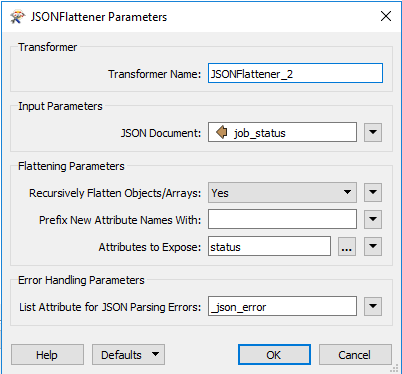 JSONFlattener Parameters
Transformer
Transformer Name: JSONFlattener_2
Input Parameters
JSON Document: job_status
Flattening Parameters
Recursively Flatten Objects/Arrays: Yes
Prefix New Attribute Names With:
Attributes to Expose: status ...
Error Handling Parameters
List Attribute for JSON Parsing Errors: _json_error
Help Defaults OK Cancel